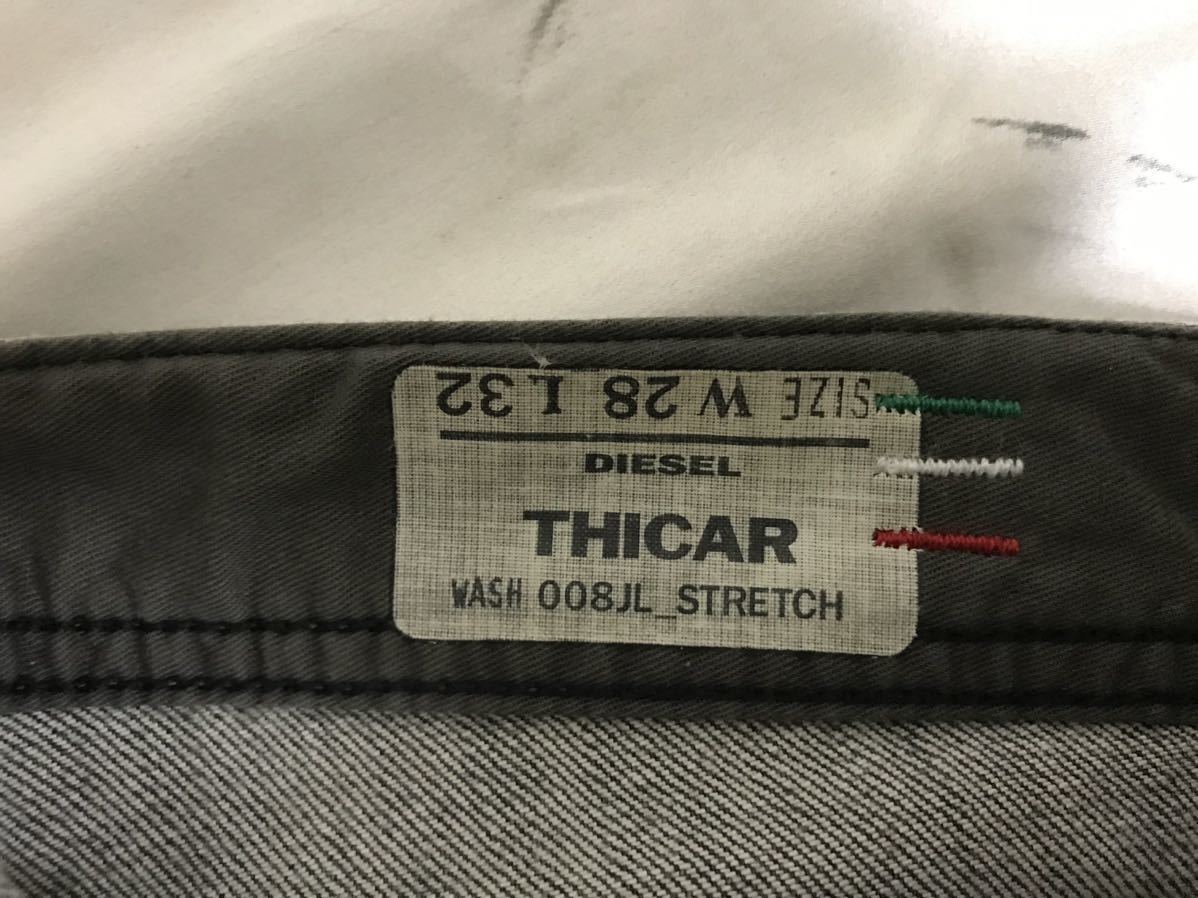 SIZE W 28 L 32
DIESEL
THICAR
WASH 008JL_STRETCH